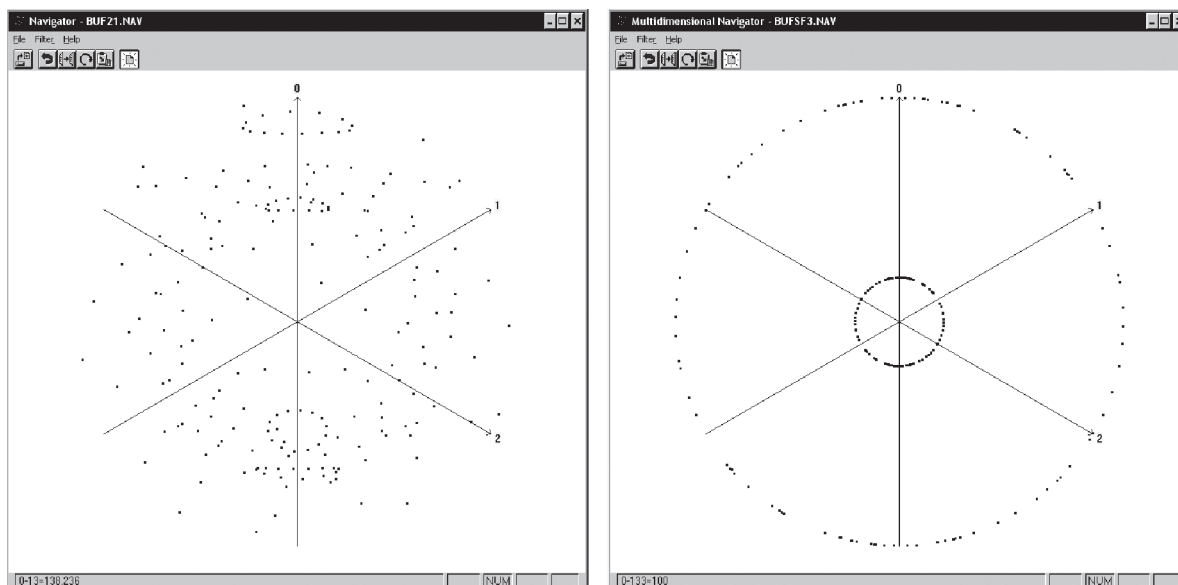 Navigator - BUF21.NAV
File Filter Help
0
1
2
0-13=138.236
NUM
Multidimensional Navigator - BUFSF3.NAV
File Filter Help
0
1
2
0-133=100
NUM